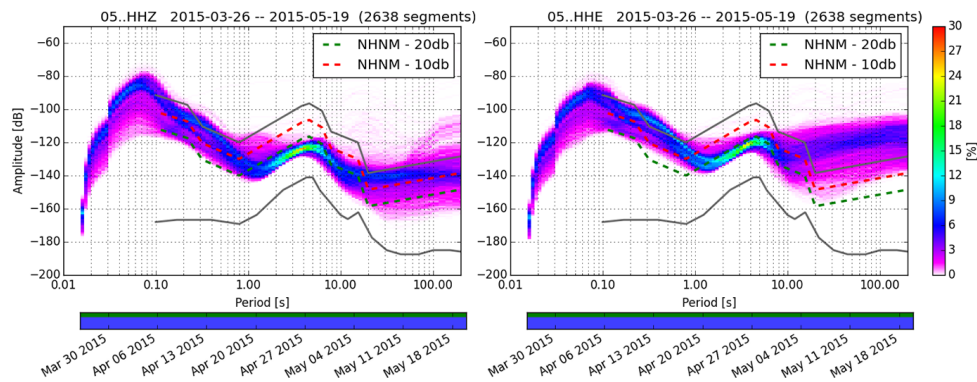 05..HHZ 2015-03-26 -- 2015-05-19 (2638 segments)
−60
−80
−100
−120
−140
−160
−180
−200
Amplitude [dB]
NHNM - 20db
NHNM - 10db
0.01
0.10
1.00
10.00
100.00
Period [s]
Mar 30 2015
Apr 06 2015
Apr 13 2015
Apr 20 2015
Apr 27 2015
May 04 2015
May 11 2015
May 18 2015
05..HHE 2015-03-26 -- 2015-05-19 (2638 segments)
−60
−80
−100
−120
−140
−160
−180
−200
NHNM - 20db
NHNM - 10db
0.01
0.10
1.00
10.00
100.00
Period [s]
Mar 30 2015
Apr 06 2015
Apr 13 2015
Apr 20 2015
Apr 27 2015
May 04 2015
May 11 2015
May 18 2015
30
27
24
21
18
15
12
9
6
3
0
[%]